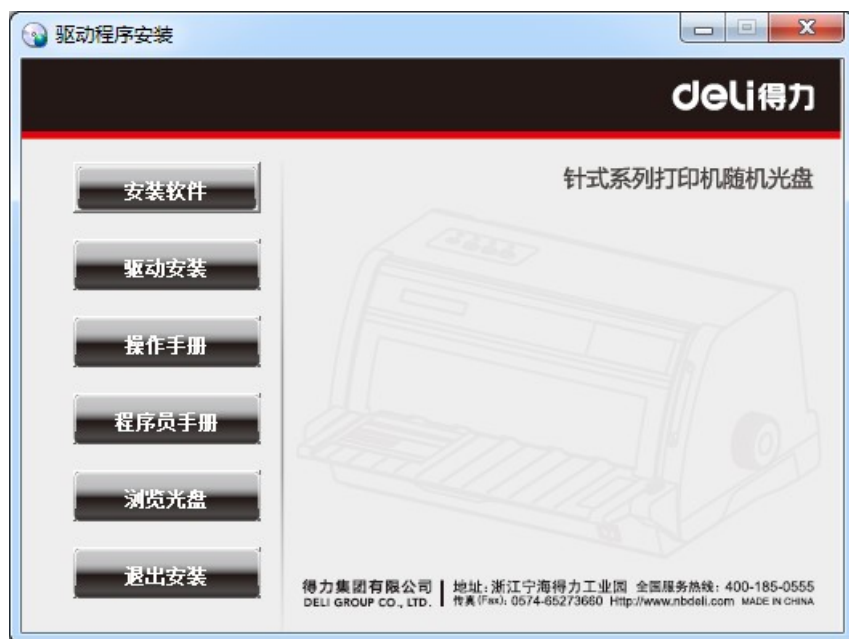 驱动程序安装
deli得力
针式系列打印机随机光盘
安装软件
驱动安装
操作手册
程序员手册
浏览光盘
退出安装
得力集团有限公司
DELI GROUP CO., LTD.
地址:浙江宁海得力工业园 全国服务热线:400-185-0555
传真(Fax): 0574-65273660 Http://www.nbdeli.com MADE IN CHINA